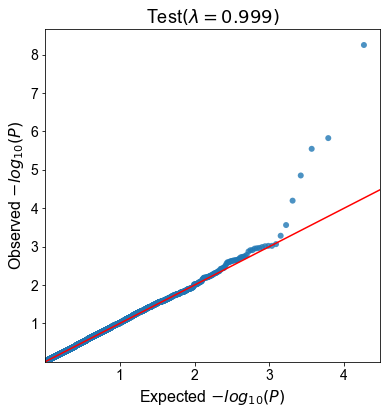 Test(λ = 0.999)
Observed −log₁₀(P)
8
7
6
5
4
3
2
1
1 2 3 4
Expected −log₁₀(P)